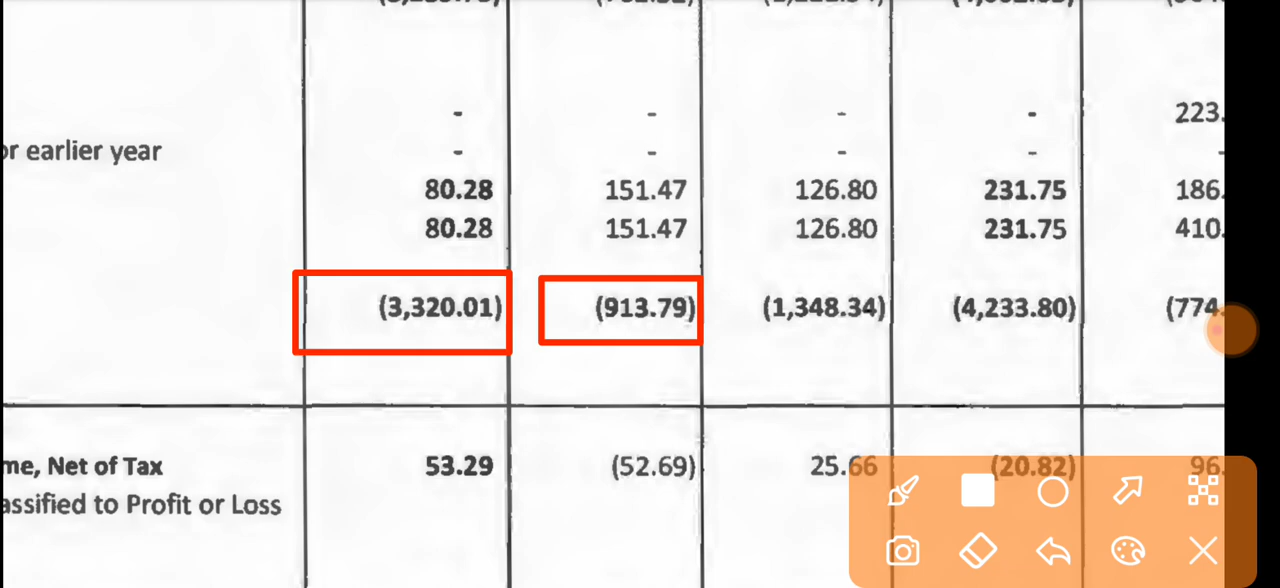 223.
or earlier year
80.28 151.47 126.80 231.75 186.
80.28 151.47 126.80 231.75 410.
(3,320.01) (913.79) (1,348.34) (4,233.80) (774.
me, Net of Tax 53.29 (52.69) 25.66 (20.82) 96.
assified to Profit or Loss